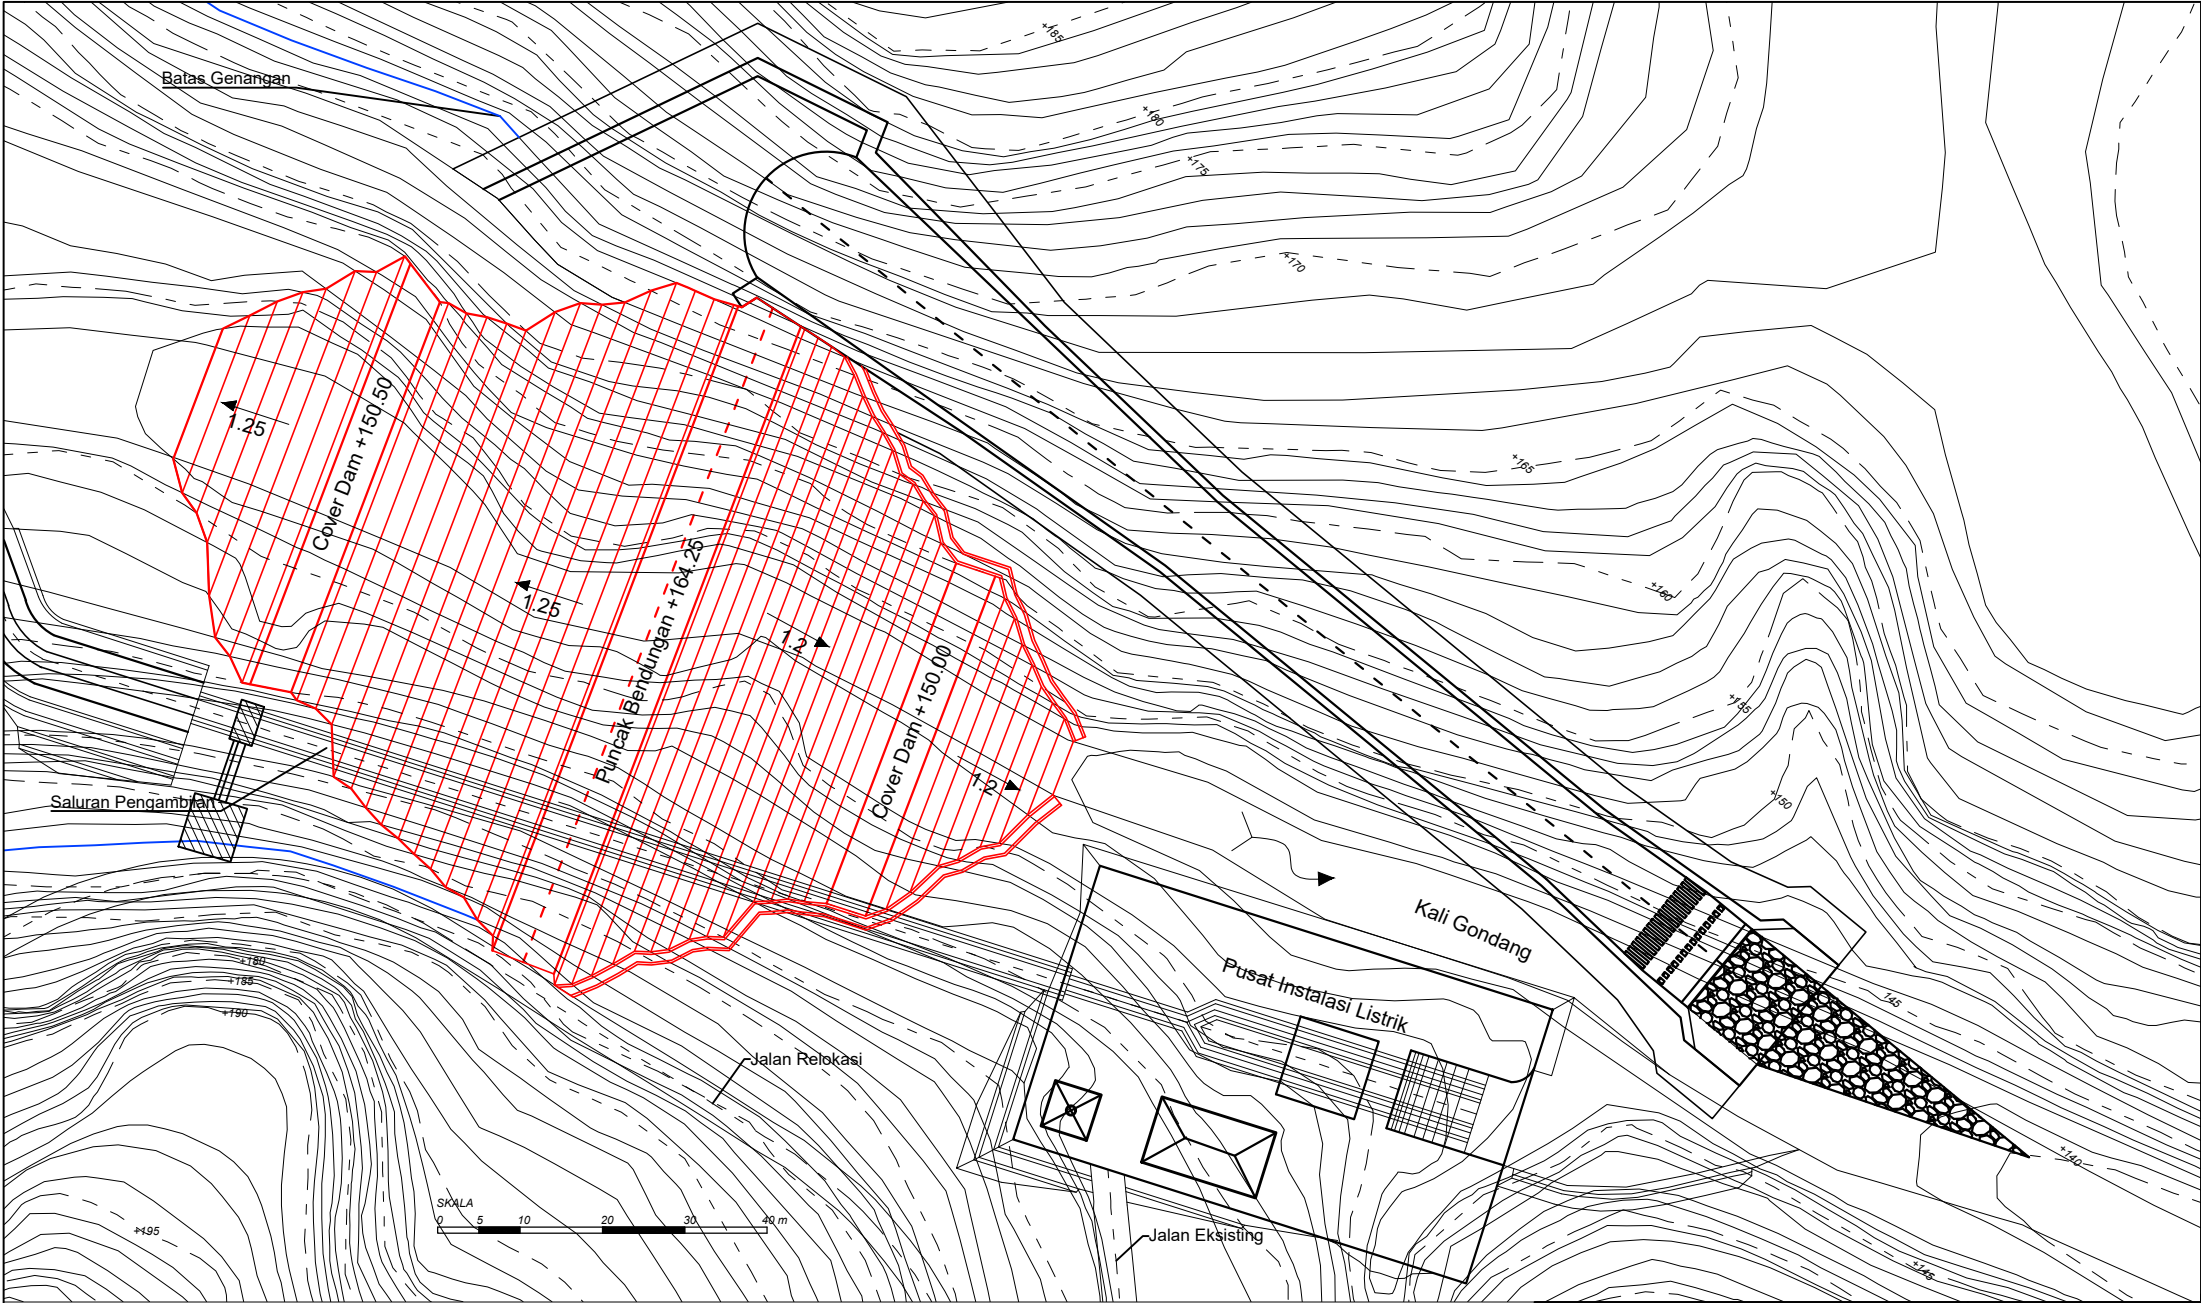 +185
Batas Genangan
+180
+175
+170
1.25
Cover Dam +150.50
+165
1.25
Puncak Bendungan +164.25
+160
1.2
Cover Dam +150.00
+155
1.2
+150
Saluran Pengambilan
Kali Gondang
+180
Pusat Instalasi Listrik
+185
145
+190
Jalan Relokasi
+140
SKALA
0 5 10 20 30 40 m
+195
Jalan Eksisting
+145